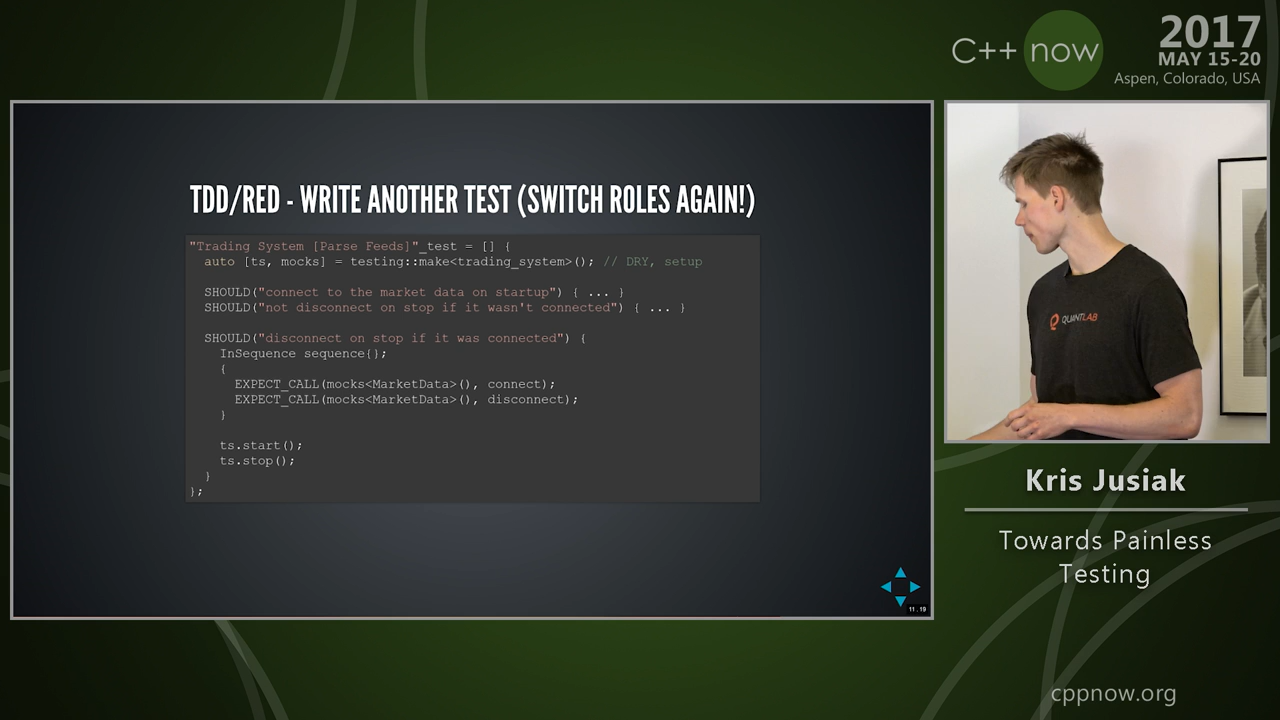 C++ now
2017
MAY 15-20
Aspen, Colorado, USA
TDD/RED - WRITE ANOTHER TEST (SWITCH ROLES AGAIN!)
"Trading System [Parse Feeds]"_test = [] {
  auto [ts, mocks] = testing::make<trading_system>(); // DRY, setup
  SHOULD("connect to the market data on startup") { ... }
  SHOULD("not disconnect on stop if it wasn't connected") { ... }
  SHOULD("disconnect on stop if it was connected") {
    InSequence sequence{};
    {
      EXPECT_CALL(mocks<MarketData>(), connect);
      EXPECT_CALL(mocks<MarketData>(), disconnect);
    }
    ts.start();
    ts.stop();
  }
};
11.19
QUANTLAB
Kris Jusiak
Towards Painless
Testing
cppnow.org